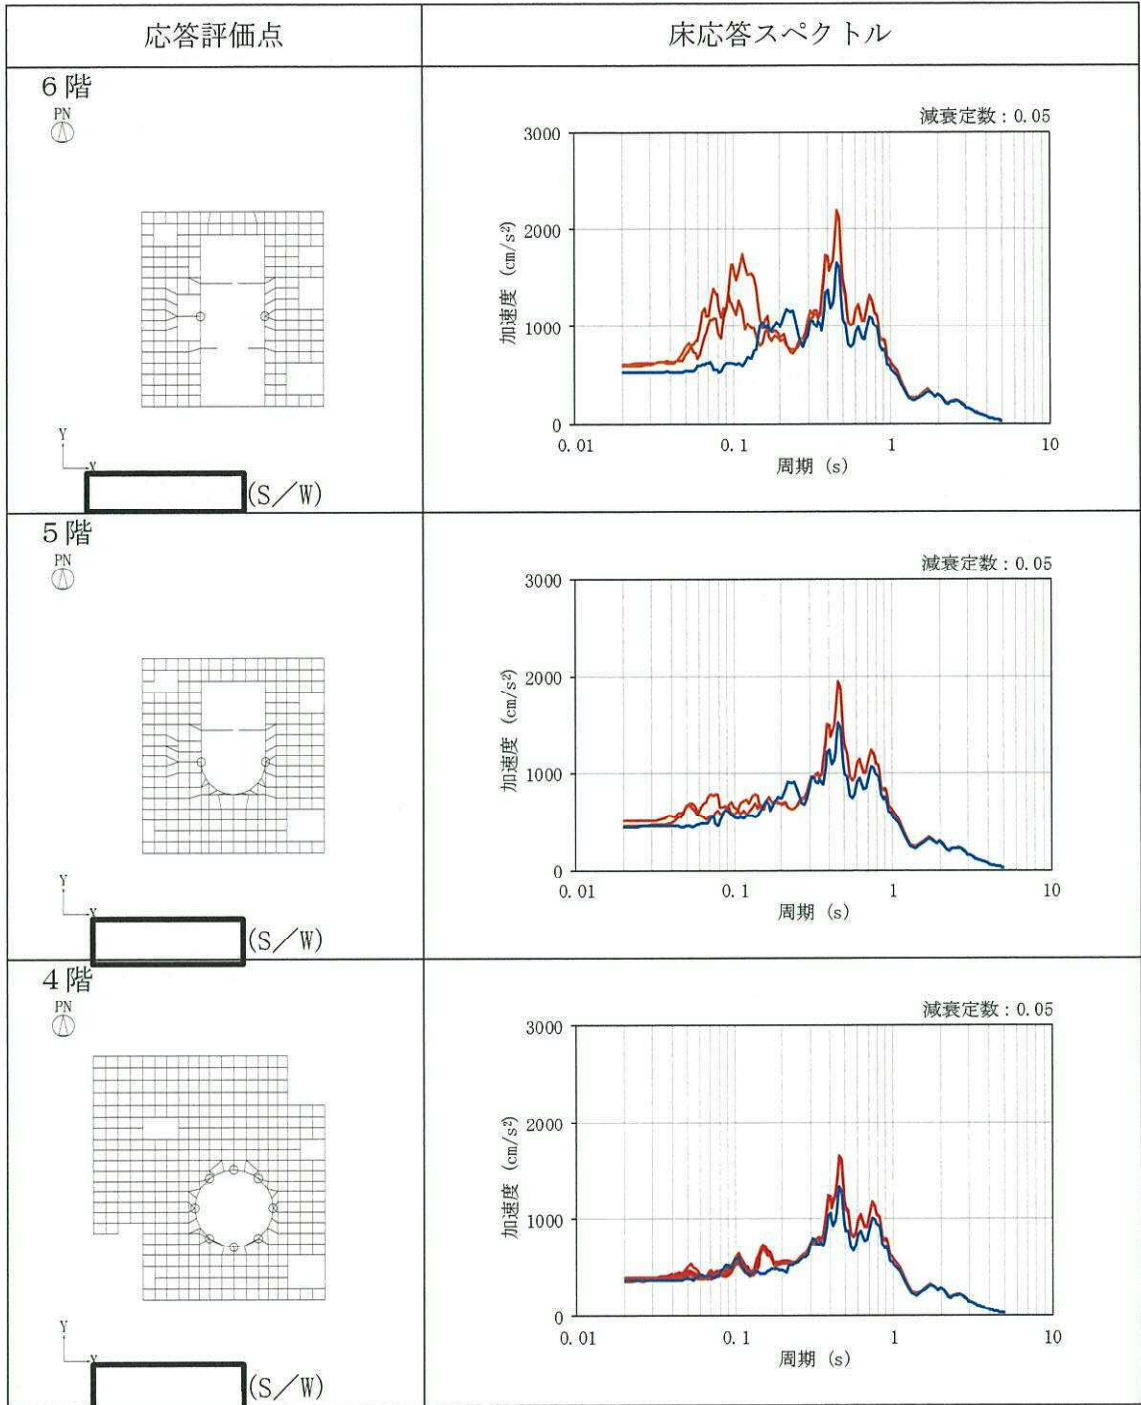 応答評価点
床応答スペクトル
6階
PN
Y
X
(S/W)
減衰定数:0.05
加速度 (cm/s²)
3000
2000
1000
0
0.01
0.1
1
10
周期 (s)
5階
PN
Y
X
(S/W)
減衰定数:0.05
加速度 (cm/s²)
3000
2000
1000
0
0.01
0.1
1
10
周期 (s)
4階
PN
Y
X
(S/W)
減衰定数:0.05
加速度 (cm/s²)
3000
2000
1000
0
0.01
0.1
1
10
周期 (s)